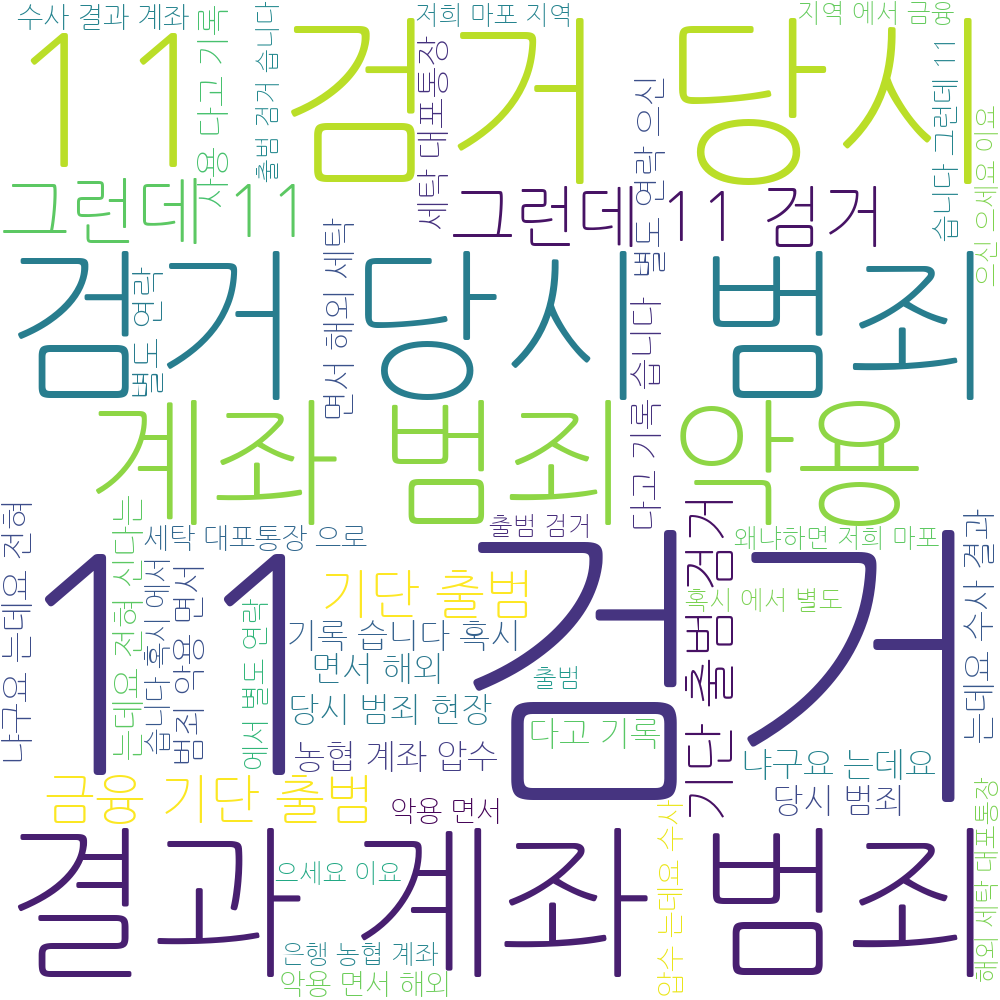 수사 결과 계좌
저희 마포 지역
지역 에서 금융
11 검거 당시
사용 다고 기록
출범 검거 습니다
세탁 대포통장
별도 연락 으신
습니다 그런데 11
으신 으세요 이요
그런데 11
그런데 11 검거
검거 당시 범죄
별도 연락
면서 해외 세탁
다고 기록 습니다
계좌 범죄 악용
냐구요 는데요 전혀
는데요 전혀 신다는
세탁 대포통장 으로
출범 검거
왜냐하면 저희 마포
11 검거
습니다 혹시 에서
범죄 악용 면서
기단 출범
기단 출범 검거
혹시 에서 별도
에서 별도 연락
기록 습니다 혹시
면서 해외
출범
당시 범죄 현장
다고 기록
는데요 수사 결과
농협 계좌 압수
냐구요 는데요
금융 기단 출범
악용 면서
당시 범죄
압수 는데요 수사
해외 세탁 대포통장
결과 계좌 범죄
으세요 이요
은행 농협 계좌
악용 면서 해외